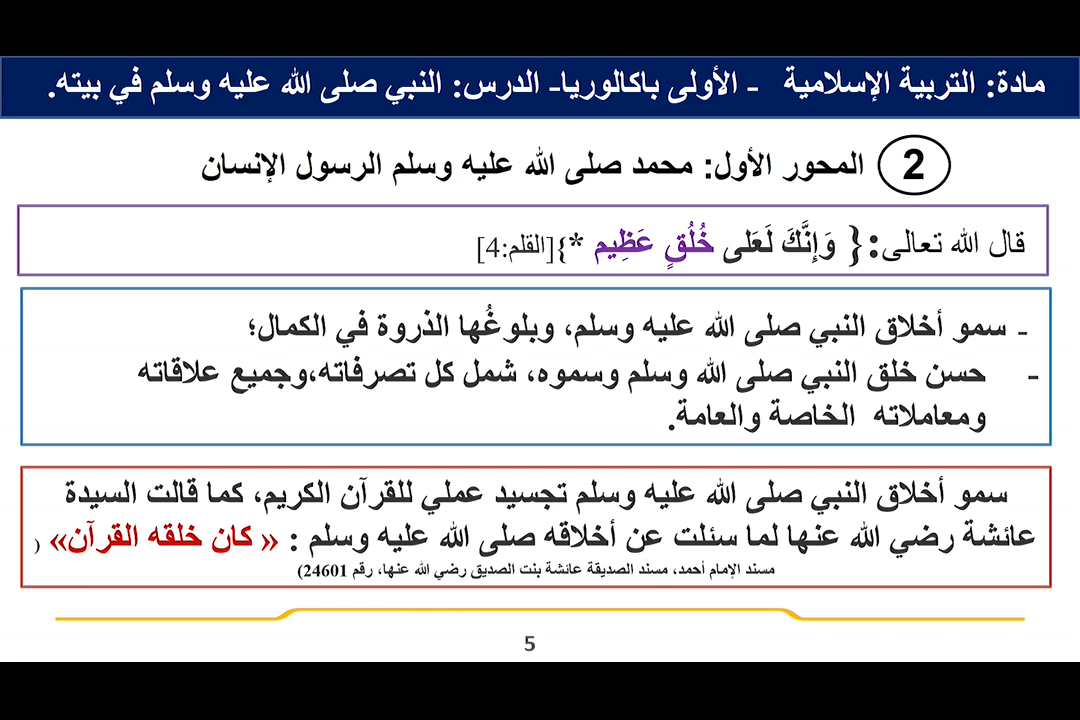 مادة: التربية الإسلامية - الأولى باكالوريا- الدرس: النبي صلى الله عليه وسلم في بيته.
2 المحور الأول: محمد صلى الله عليه وسلم الرسول الإنسان
قال الله تعالى:{ وَإِنَّكَ لَعَلى خُلُقٍ عَظِيم *}[القلم:4]
- سمو أخلاق النبي صلى الله عليه وسلم، وبلوغُها الذروة في الكمال؛
- حسن خلق النبي صلى الله وسلم وسموه، شمل كل تصرفاته،وجميع علاقاته
ومعاملاته الخاصة والعامة.
سمو أخلاق النبي صلى الله عليه وسلم تجسيد عملي للقرآن الكريم، كما قالت السيدة
عائشة رضي الله عنها لما سئلت عن أخلاقه صلى الله عليه وسلم : « كان خلقه القرآن» (
مسند الإمام أحمد، مسند الصديقة عائشة بنت الصديق رضي الله عنها، رقم 24601)
5